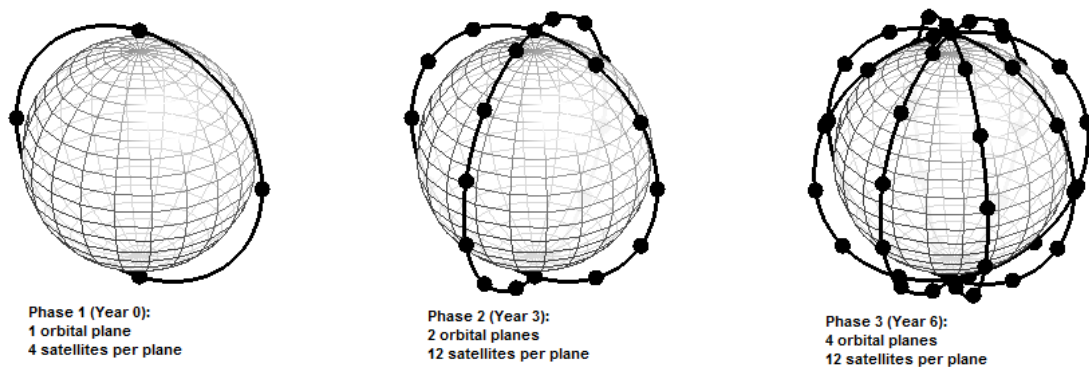 Phase 1 (Year 0):
1 orbital plane
4 satellites per plane
Phase 2 (Year 3):
2 orbital planes
12 satellites per plane
Phase 3 (Year 6):
4 orbital planes
12 satellites per plane